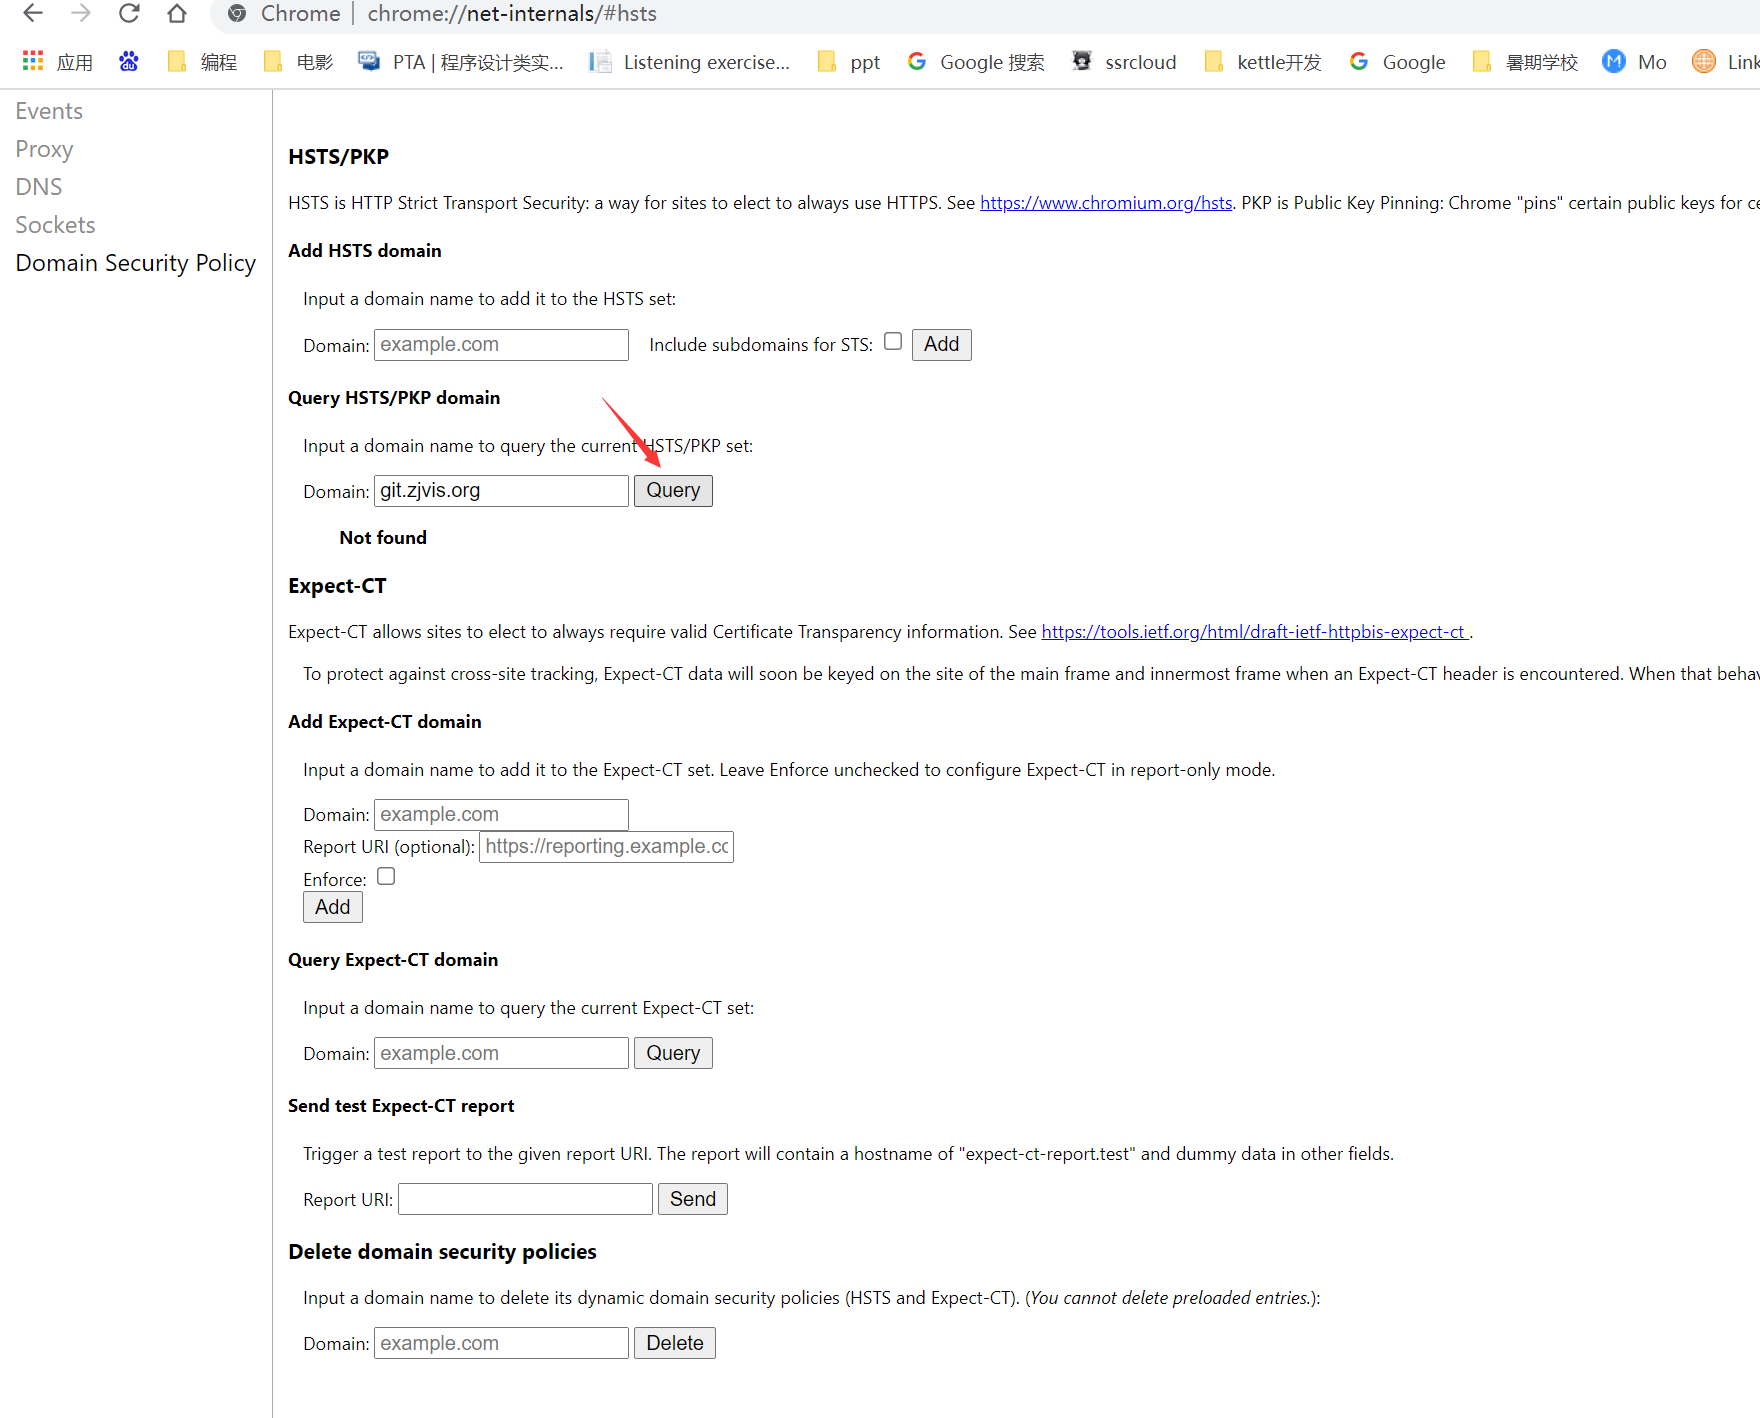 Chrome | chrome://net-internals/#hsts
应用 编程 电影 PTA | 程序设计类实... Listening exercise... ppt Google 搜索 ssrcloud kettle开发 Google 暑期学校 M Mo Link
Events
Proxy
DNS
Sockets
Domain Security Policy
HSTS/PKP
HSTS is HTTP Strict Transport Security: a way for sites to elect to always use HTTPS. See https://www.chromium.org/hsts. PKP is Public Key Pinning: Chrome "pins" certain public keys for ce
Add HSTS domain
Input a domain name to add it to the HSTS set:
Domain: example.com Include subdomains for STS: Add
Query HSTS/PKP domain
Input a domain name to query the current HSTS/PKP set:
Domain: git.zjvis.org Query
Not found
Expect-CT
Expect-CT allows sites to elect to always require valid Certificate Transparency information. See https://tools.ietf.org/html/draft-ietf-httpbis-expect-ct .
To protect against cross-site tracking, Expect-CT data will soon be keyed on the site of the main frame and innermost frame when an Expect-CT header is encountered. When that behav
Add Expect-CT domain
Input a domain name to add it to the Expect-CT set. Leave Enforce unchecked to configure Expect-CT in report-only mode.
Domain: example.com
Report URI (optional): https://reporting.example.cc
Enforce:
Add
Query Expect-CT domain
Input a domain name to query the current Expect-CT set:
Domain: example.com Query
Send test Expect-CT report
Trigger a test report to the given report URI. The report will contain a hostname of "expect-ct-report.test" and dummy data in other fields.
Report URI: Send
Delete domain security policies
Input a domain name to delete its dynamic domain security policies (HSTS and Expect-CT). (You cannot delete preloaded entries.):
Domain: example.com Delete